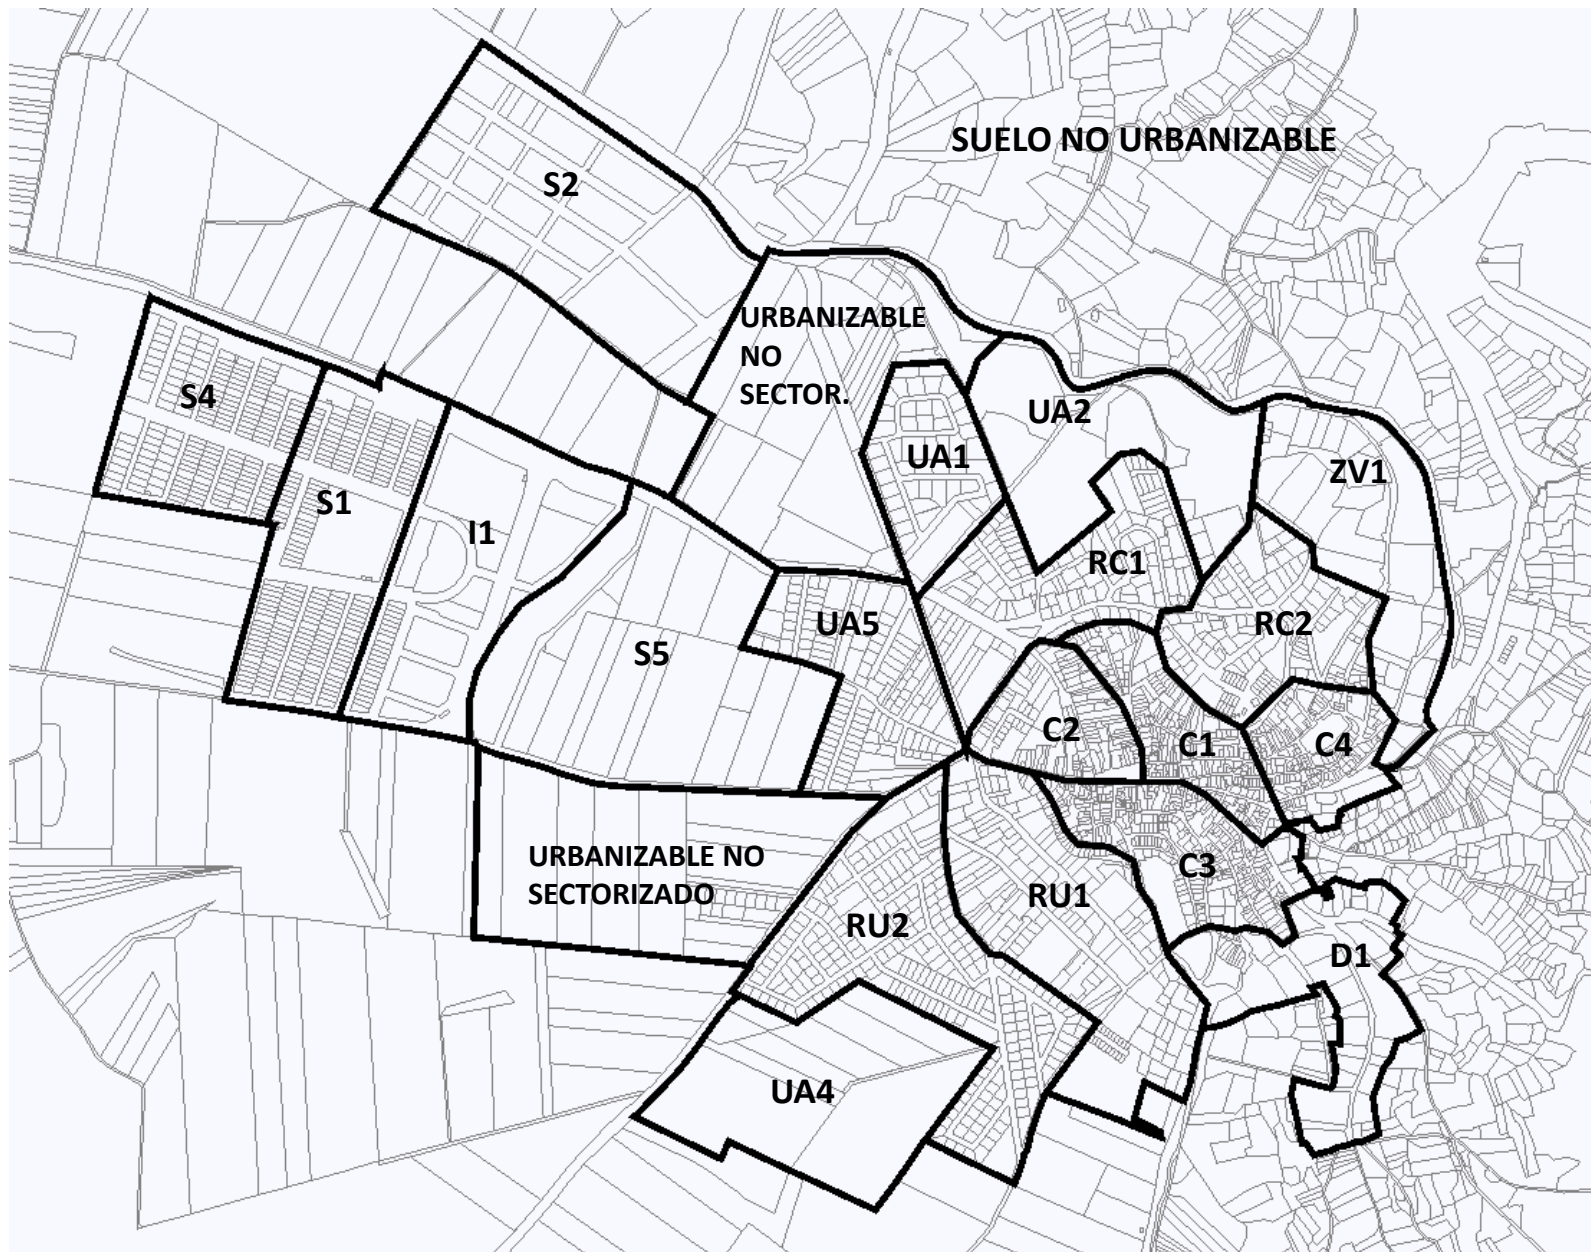 SUELO NO URBANIZABLE
S2
URBANIZABLE
NO
SECTOR.
S4
UA2
UA1
ZV1
S1
I1
RC1
UA5
RC2
S5
C2
C1
C4
URBANIZABLE NO
SECTORIZADO
C3
RU1
RU2
D1
UA4